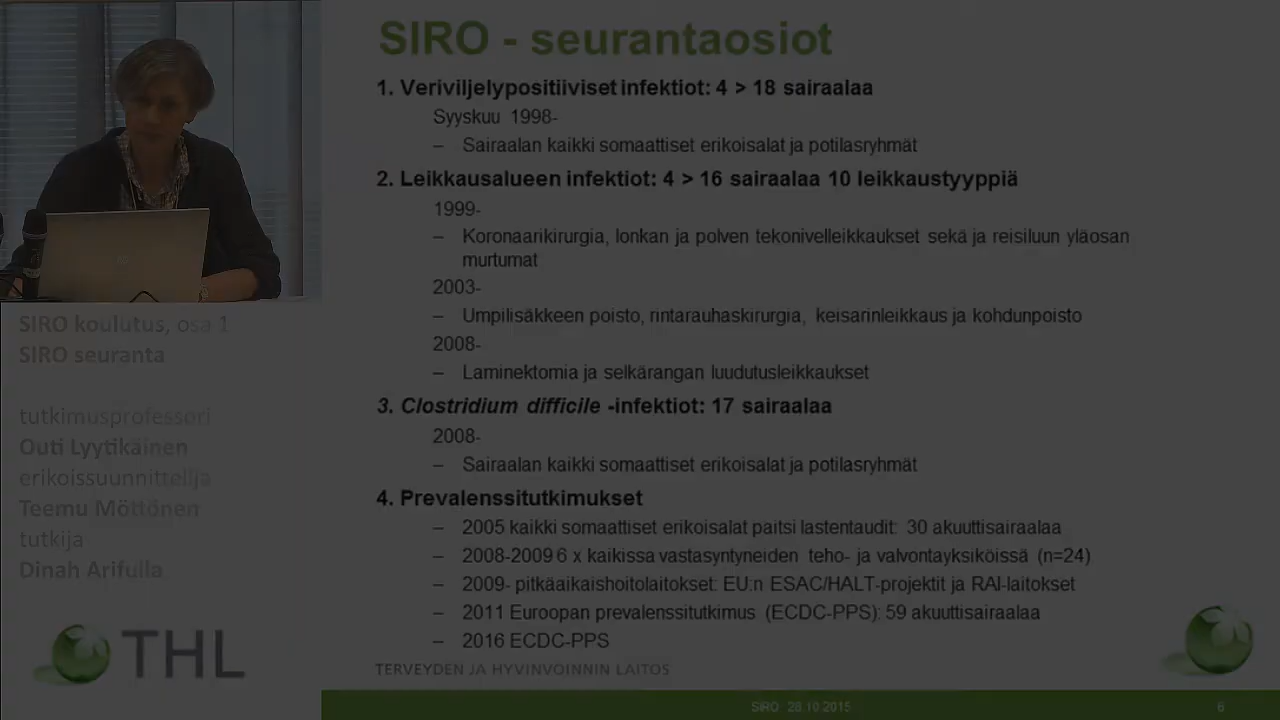 SIRO - seurantaosiot
1. Veriviljelypositiiviset infektiot: 4 > 18 sairaalaa
Syyskuu 1998-
– Sairaalan kaikki somaattiset erikoisalat ja potilasryhmät
2. Leikkausalueen infektiot: 4 > 16 sairaalaa 10 leikkaustyyppiä
1999-
– Koronaarikirurgia, lonkan ja polven tekonivelleikkaukset sekä ja reisiluun yläosan
murtumat
2003-
– Umpilisäkkeen poisto, rintarauhaskirurgia, keisarinleikkaus ja kohdunpoisto
2008-
– Laminektomia ja selkärangan luudutusleikkaukset
3. Clostridium difficile -infektiot: 17 sairaalaa
2008-
– Sairaalan kaikki somaattiset erikoisalat ja potilasryhmät
4. Prevalenssitutkimukset
– 2005 kaikki somaattiset erikoisalat paitsi lastentaudit: 30 akuuttisairaalaa
– 2008-2009 6 x kaikissa vastasyntyneiden teho- ja valvontayksiköissä (n=24)
– 2009- pitkäaikaishoitolaitokset: EU:n ESAC/HALT-projektit ja RAI-laitokset
– 2011 Euroopan prevalenssitutkimus (ECDC-PPS): 59 akuuttisairaalaa
– 2016 ECDC-PPS
TERVEYDEN JA HYVINVOINNIN LAITOS
SIRO 28.10.2015
6
SIRO koulutus, osa 1
SIRO seuranta
tutkimusprofessori
Outi Lyytikäinen
erikoissuunnittelija
Teemu Möttönen
tutkija
Dinah Arifulla
THL